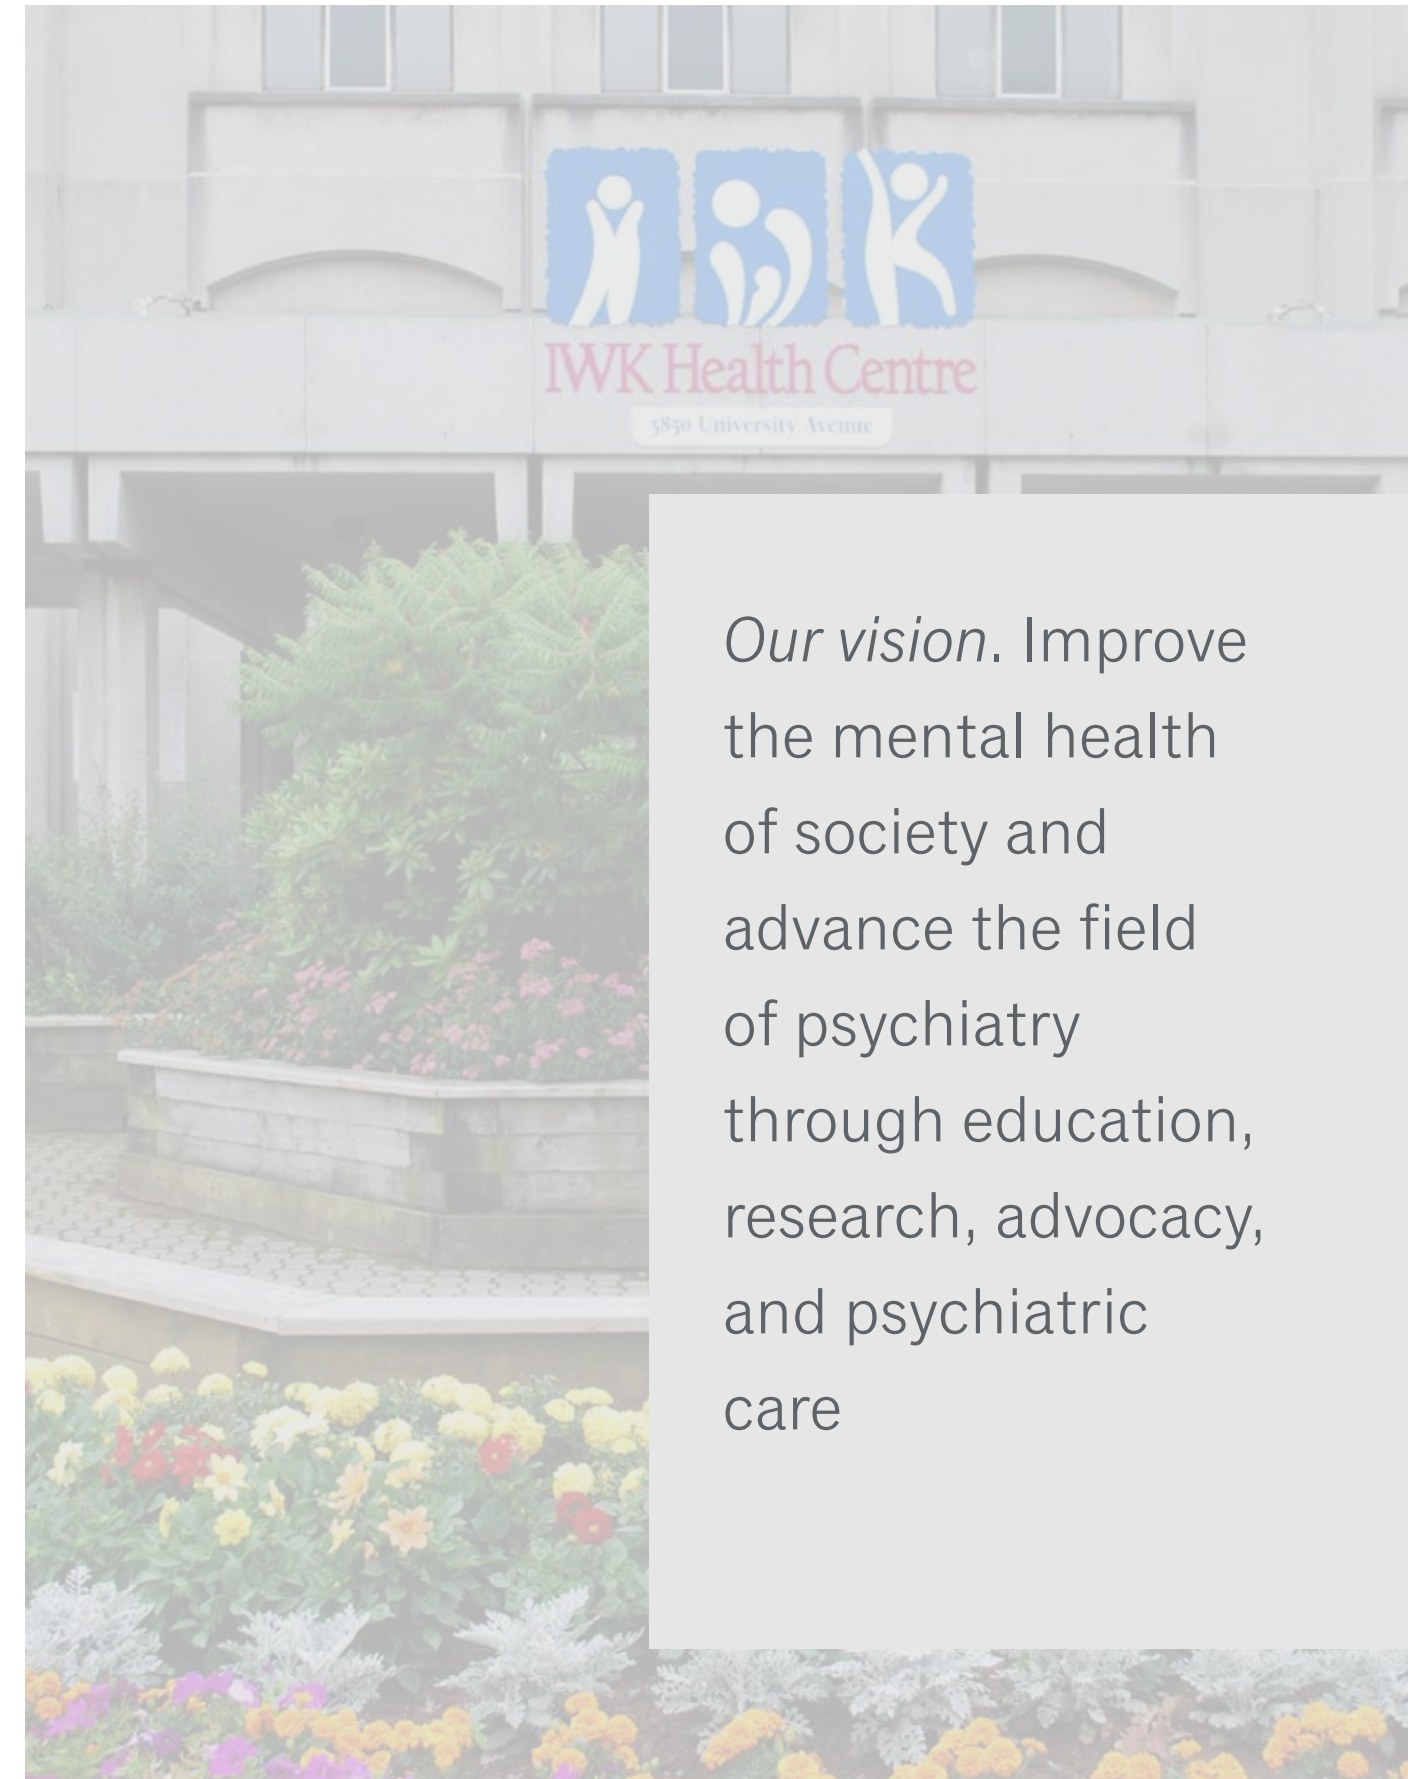 IWK Health Centre
5850 University Avenue
Our vision. Improve
the mental health
of society and
advance the field
of psychiatry
through education,
research, advocacy,
and psychiatric
care